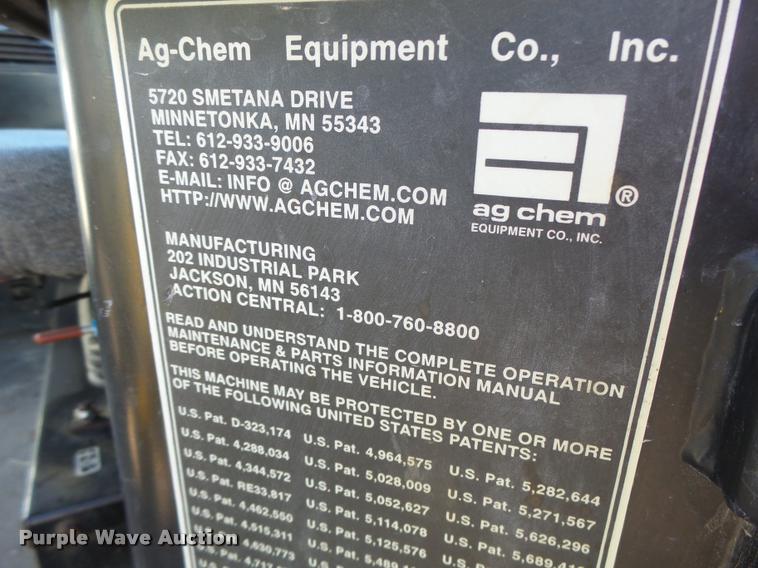 Ag-Chem Equipment Co., Inc.
5720 SMETANA DRIVE
MINNETONKA, MN 55343
TEL: 612-933-9006
FAX: 612-933-7432
E-MAIL: INFO @ AGCHEM.COM
HTTP://WWW.AGCHEM.COM
ag chem ®
EQUIPMENT CO., INC.
MANUFACTURING
202 INDUSTRIAL PARK
JACKSON, MN 56143
ACTION CENTRAL: 1-800-760-8800
READ AND UNDERSTAND THE COMPLETE OPERATION
MAINTENANCE & PARTS INFORMATION MANUAL
BEFORE OPERATING THE VEHICLE.
THIS MACHINE MAY BE PROTECTED BY ONE OR MORE
OF THE FOLLOWING UNITED STATES PATENTS:
U.S. Pat. D-323,174 U.S. Pat. 4,964,575 U.S. Pat. 5,282,644
U.S. Pat. 4,288,034 U.S. Pat. 5,028,009 U.S. Pat. 5,271,567
U.S. Pat. 4,344,572 U.S. Pat. 5,052,627 U.S. Pat. 5,626,296
U.S. Pat. RE33,817 U.S. Pat. 5,114,078 U.S. Pat.
U.S. Pat. 4,462,550 U.S. Pat. 5,125,576
U.S. Pat. 4,515,311 U.S. Pat.
Purple Wave Auction